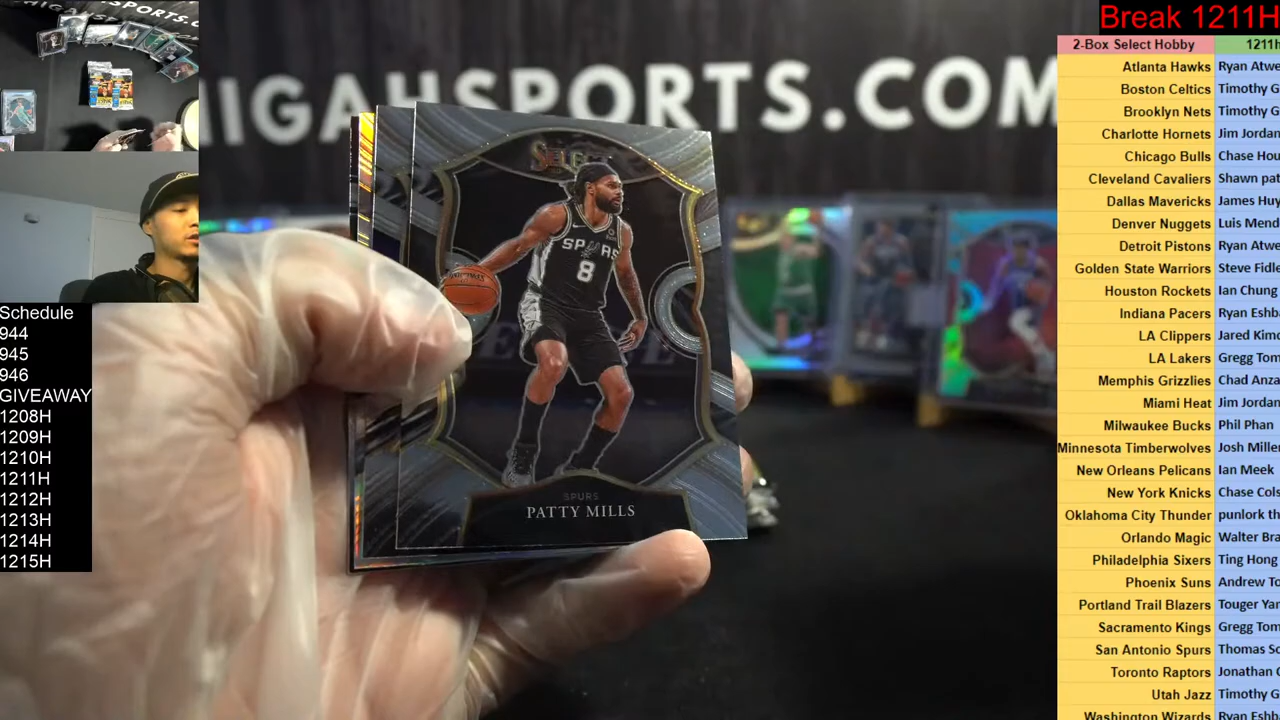 HIGAHSPORTS.COM
Break 1211H
2-Box Select Hobby 1211h
Atlanta Hawks Ryan Atwe
Boston Celtics Timothy G
Brooklyn Nets Timothy G
Charlotte Hornets Jim Jordan
Chicago Bulls Chase Hou
Cleveland Cavaliers Shawn pat
Dallas Mavericks James Huy
Denver Nuggets Luis Mend
Detroit Pistons Ryan Atwe
Golden State Warriors Steve Fidle
Houston Rockets Ian Chung
Indiana Pacers Ryan Eshb
LA Clippers Jared Kimo
LA Lakers Gregg Tom
Memphis Grizzlies Chad Anza
Miami Heat Jim Jordan
Milwaukee Bucks Phil Phan
Minnesota Timberwolves Josh Miller
New Orleans Pelicans Ian Meek
New York Knicks Chase Cols
Oklahoma City Thunder punlork th
Orlando Magic Walter Bra
Philadelphia Sixers Ting Hong
Phoenix Suns Andrew To
Portland Trail Blazers Touger Yan
Sacramento Kings Gregg Tom
San Antonio Spurs Thomas Sc
Toronto Raptors Jonathan C
Utah Jazz Timothy G
Washington Wizards Ryan Eshb
Schedule
944
945
946
GIVEAWAY
1208H
1209H
1210H
1211H
1212H
1213H
1214H
1215H
SELECT
SPURS
8
SPURS
PATTY MILLS